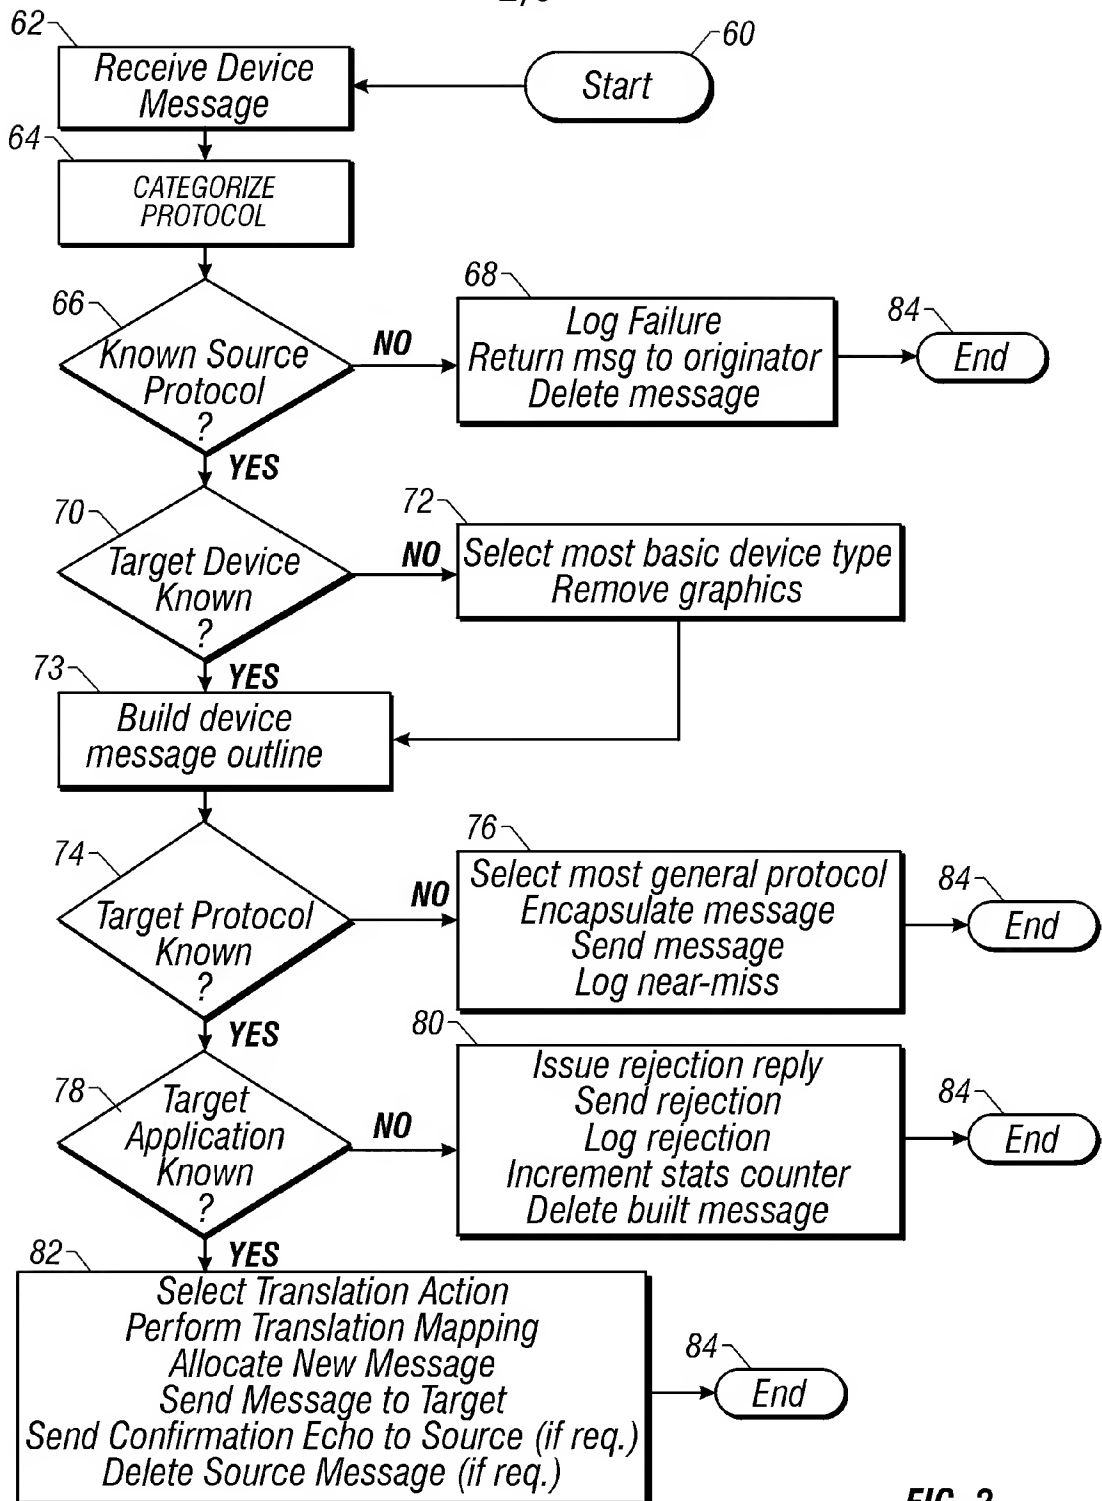 62
60
Receive Device
Message
Start
64
CATEGORIZE
PROTOCOL
66
Known Source
Protocol
?
NO
68
Log Failure
Return msg to originator
Delete message
84
End
YES
70
Target Device
Known
?
NO
72
Select most basic device type
Remove graphics
YES
73
Build device
message outline
74
Target Protocol
Known
?
NO
76
Select most general protocol
Encapsulate message
Send message
Log near-miss
84
End
YES
78
Target
Application
Known
?
NO
80
Issue rejection reply
Send rejection
Log rejection
Increment stats counter
Delete built message
84
End
YES
82
Select Translation Action
Perform Translation Mapping
Allocate New Message
Send Message to Target
Send Confirmation Echo to Source (if req.)
Delete Source Message (if req.)
84
End